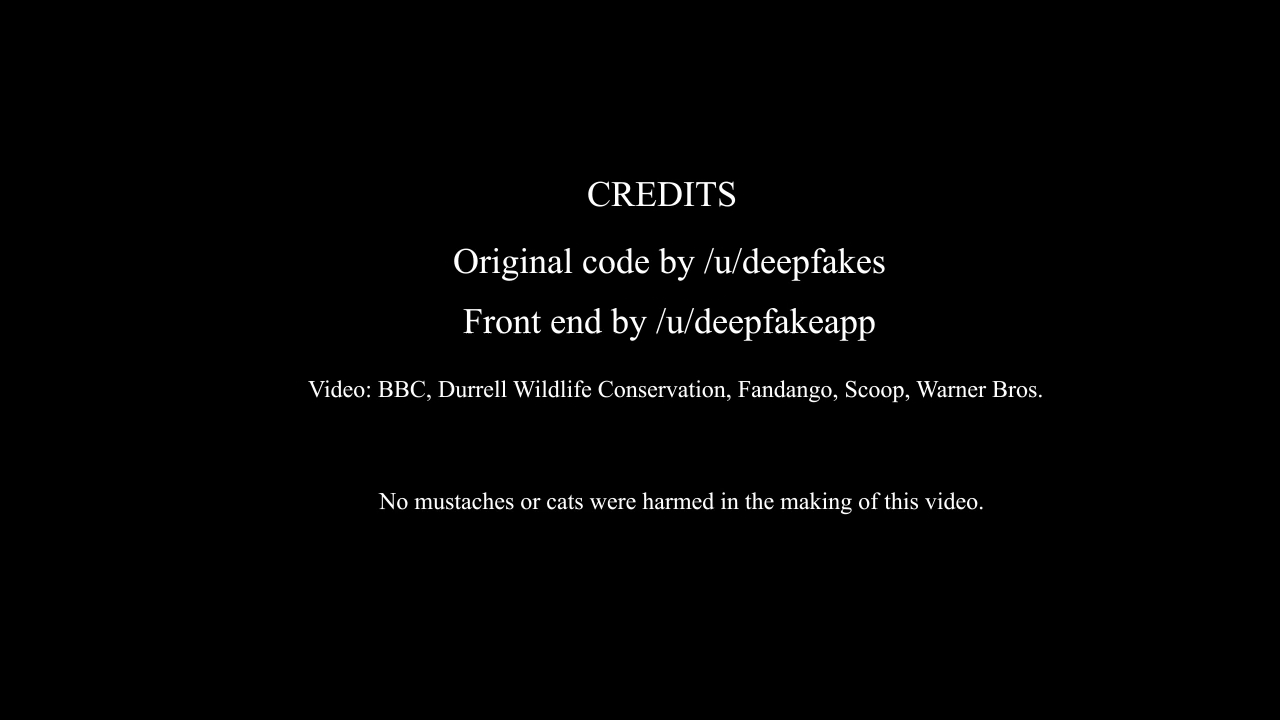 CREDITS
Original code by /u/deepfakes
Front end by /u/deepfakeapp
Video: BBC, Durrell Wildlife Conservation, Fandango, Scoop, Warner Bros.
No mustaches or cats were harmed in the making of this video.